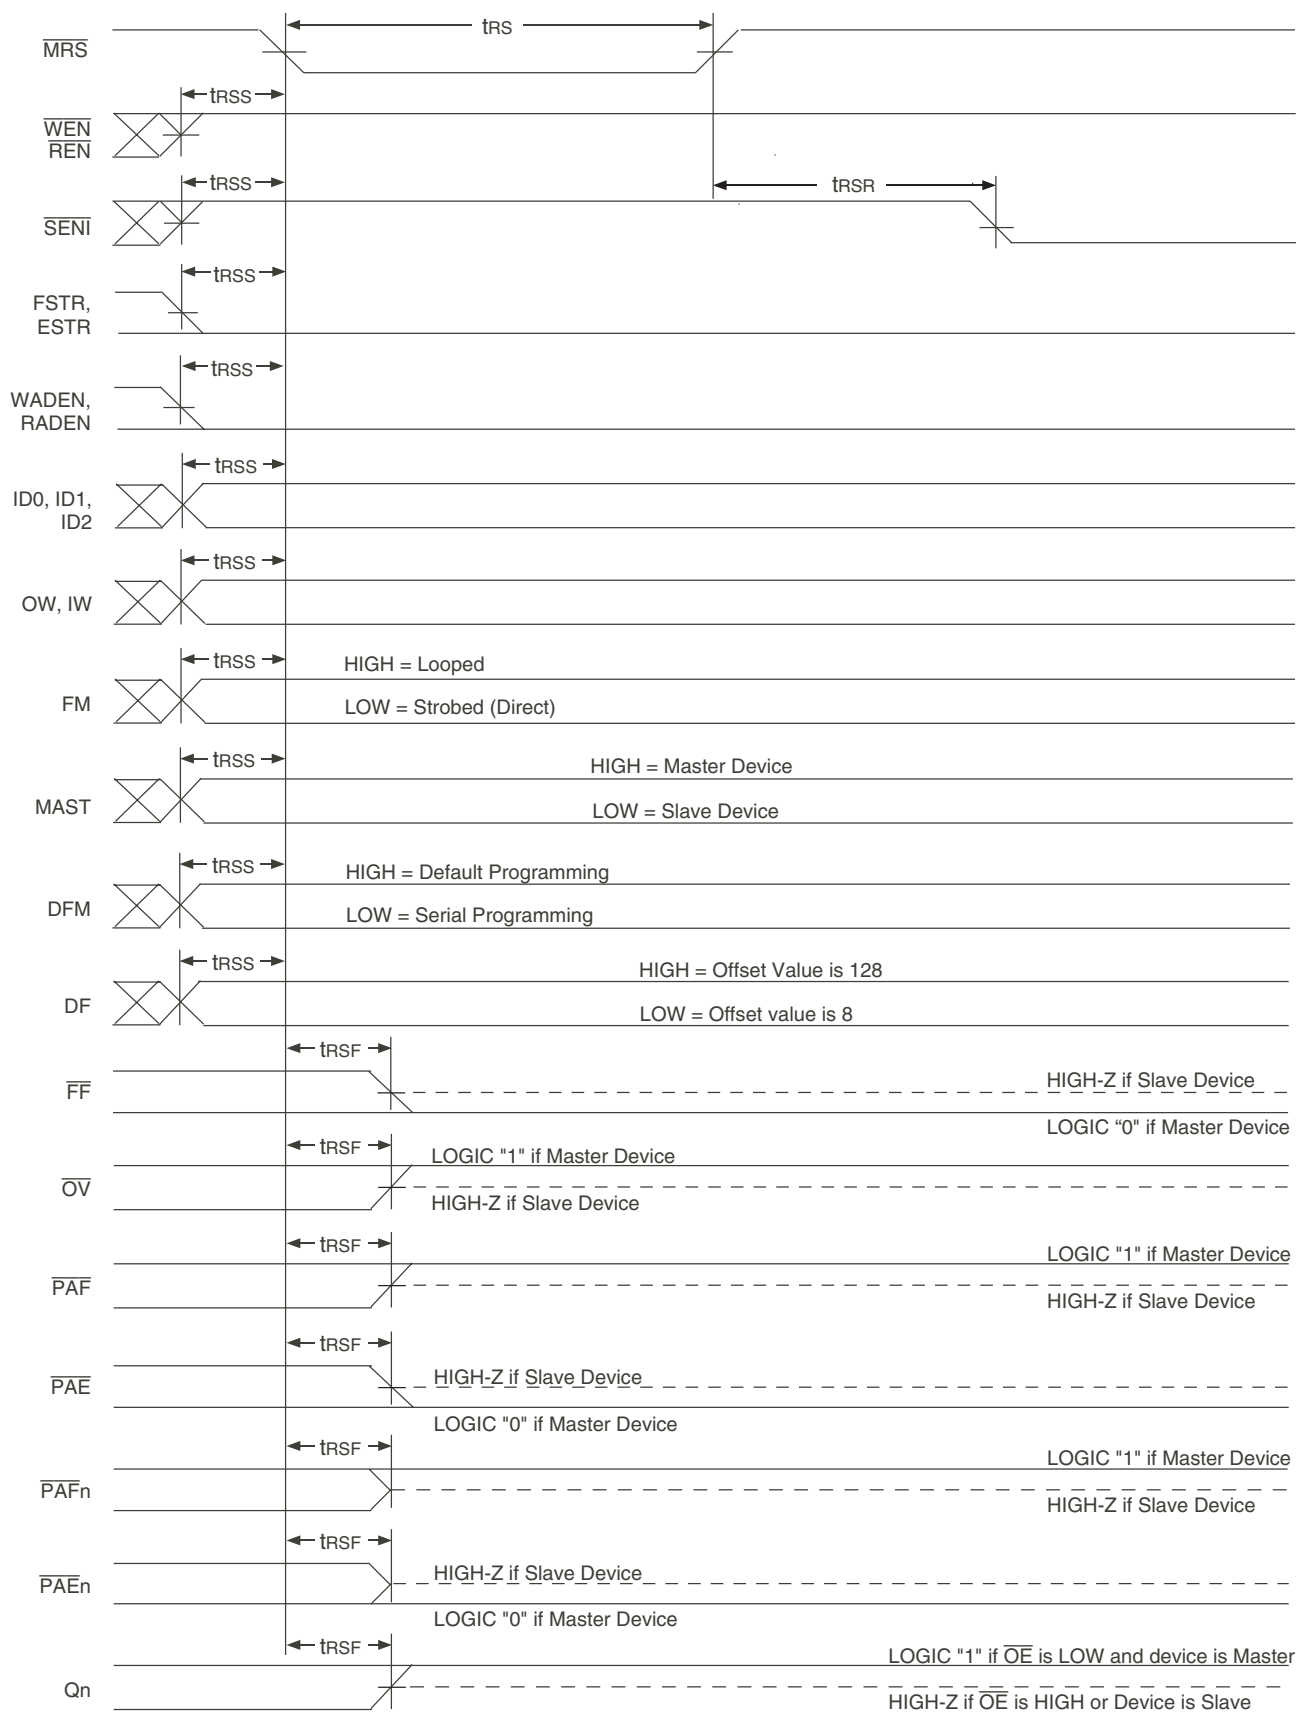 tRS
MRS
tRSS
WEN
REN
tRSS
tRSR
SENI
tRSS
FSTR,
ESTR
tRSS
WADEN,
RADEN
tRSS
ID0, ID1,
ID2
tRSS
OW, IW
tRSS
HIGH = Looped
FM
LOW = Strobed (Direct)
tRSS
HIGH = Master Device
MAST
LOW = Slave Device
tRSS
HIGH = Default Programming
DFM
LOW = Serial Programming
tRSS
HIGH = Offset Value is 128
DF
LOW = Offset value is 8
tRSF
HIGH-Z if Slave Device
FF
LOGIC “0" if Master Device
tRSF
LOGIC "1" if Master Device
OV
HIGH-Z if Slave Device
tRSF
LOGIC "1" if Master Device
PAF
HIGH-Z if Slave Device
tRSF
HIGH-Z if Slave Device
PAE
LOGIC "0" if Master Device
tRSF
LOGIC "1" if Master Device
PAFn
HIGH-Z if Slave Device
tRSF
HIGH-Z if Slave Device
PAEn
LOGIC "0" if Master Device
tRSF
LOGIC "1" if OE is LOW and device is Master
Qn
HIGH-Z if OE is HIGH or Device is Slave